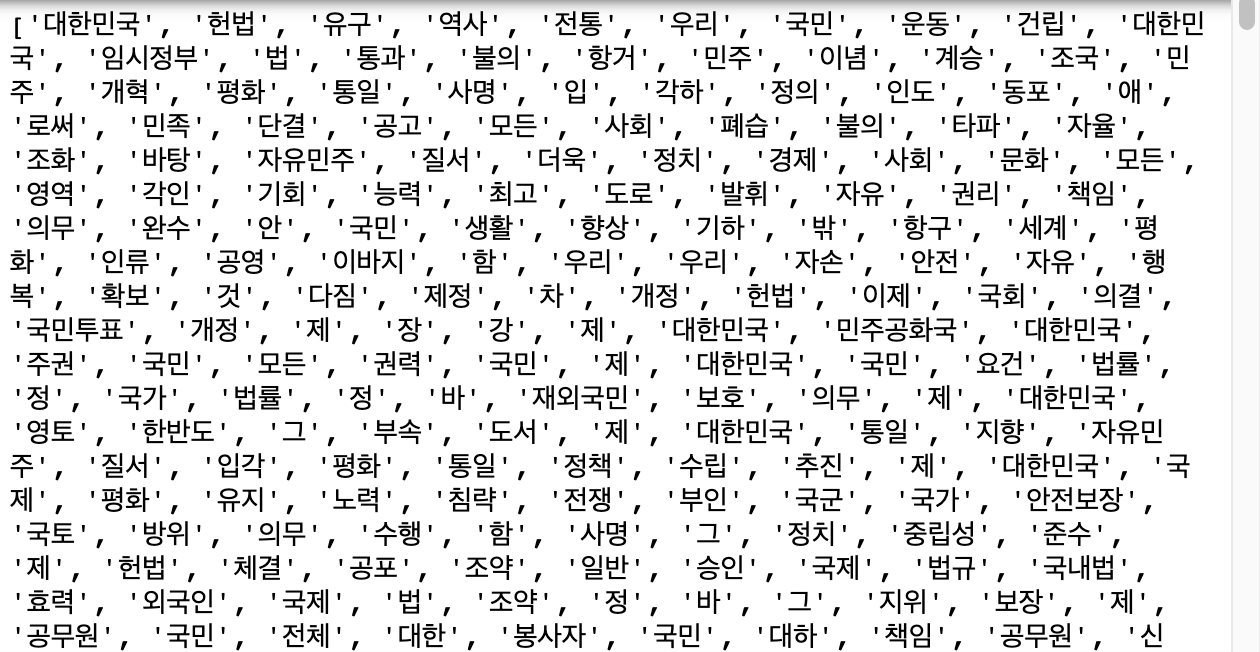 ['대한민국', '헌법', '유구', '역사', '전통', '우리', '국민', '운동', '건립', '대한민
국', '임시정부', '법', '통과', '불의', '항거', '민주', '이념', '계승', '조국', '민
주', '개혁', '평화', '통일', '사명', '입', '각하', '정의', '인도', '동포', '애',
'로써', '민족', '단결', '공고', '모든', '사회', '폐습', '불의', '타파', '자율',
'조화', '바탕', '자유민주', '질서', '더욱', '정치', '경제', '사회', '문화', '모든',
'영역', '각인', '기회', '능력', '최고', '도로', '발휘', '자유', '권리', '책임',
'의무', '완수', '안', '국민', '생활', '향상', '기하', '밖', '항구', '세계', '평
화', '인류', '공영', '이바지', '함', '우리', '우리', '자손', '안전', '자유', '행
복', '확보', '것', '다짐', '제정', '차', '개정', '헌법', '이제', '국회', '의결',
'국민투표', '개정', '제', '장', '강', '제', '대한민국', '민주공화국', '대한민국',
'주권', '국민', '모든', '권력', '국민', '제', '대한민국', '국민', '요건', '법률',
'정', '국가', '법률', '정', '바', '재외국민', '보호', '의무', '제', '대한민국',
'영토', '한반도', '그', '부속', '도서', '제', '대한민국', '통일', '지향', '자유민
주', '질서', '입각', '평화', '통일', '정책', '수립', '추진', '제', '대한민국', '국
제', '평화', '유지', '노력', '침략', '전쟁', '부인', '국군', '국가', '안전보장',
'국토', '방위', '의무', '수행', '함', '사명', '그', '정치', '중립성', '준수',
'제', '헌법', '체결', '공포', '조약', '일반', '승인', '국제', '법규', '국내법',
'효력', '외국인', '국제', '법', '조약', '정', '바', '그', '지위', '보장', '제',
'공무원', '국민', '전체', '대한', '봉사자', '국민', '대하', '책임', '공무원', '신